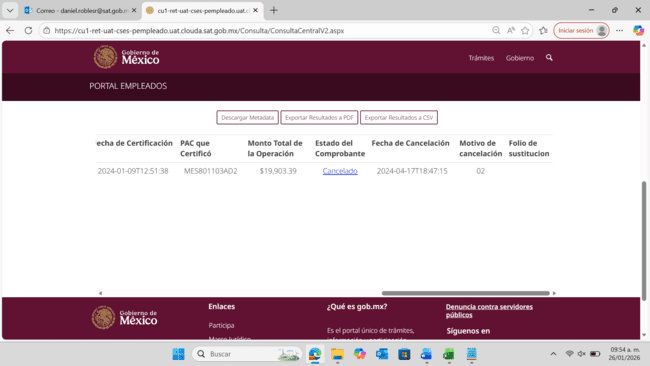 Correo - daniel.roblesr@sat.gob.m
cu1-ret-uat-cses-pempleado.uat.c
https://cu1-ret-uat-cses-pempleado.uat.clouda.sat.gob.mx/Consulta/ConsultaCentralV2.aspx
Iniciar sesión
Gobierno de
México
Trámites
Gobierno
PORTAL EMPLEADOS
Descargar Metadata
Exportar Resultados a PDF
Exportar Resultados a CSV
echa de Certificación
PAC que
Certificó
Monto Total de
la Operación
Estado del
Comprobante
Fecha de Cancelación
Motivo de
cancelación
Folio de
sustitucion
2024-01-09T12:51:38
MES801103AD2
$19,903.39
Cancelado
2024-04-17T18:47:15
02
Gobierno de
México
Enlaces
Participa
Marco Jurídico
¿Qué es gob.mx?
Es el portal único de trámites,
información y participación
Denuncia contra servidores
públicos
Síguenos en
Buscar
09:54 a. m.
26/01/2026